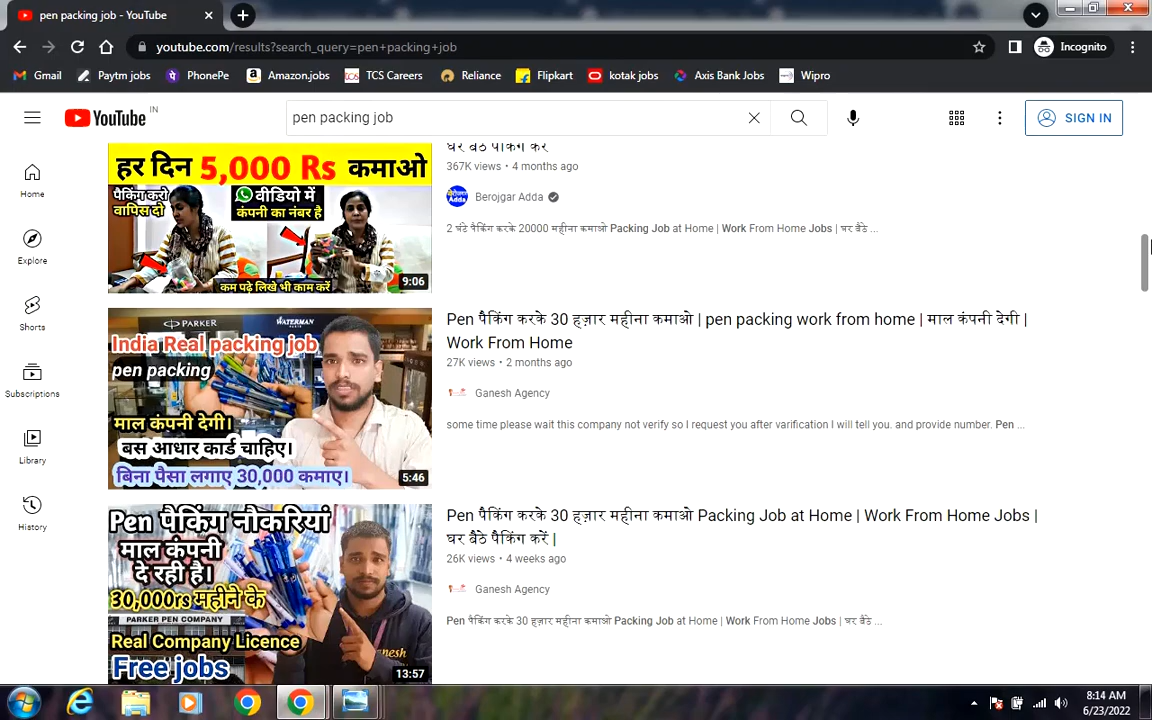 pen packing job - YouTube
youtube.com/results?search_query=pen+packing+job
Incognito
Gmail
Paytm jobs
PhonePe
Amazon.jobs
TCS Careers
Reliance
Flipkart
kotak jobs
Axis Bank Jobs
Wipro
YouTube IN
pen packing job
SIGN IN
Home
Explore
Shorts
Subscriptions
Library
History
हर दिन 5,000 Rs कमाओ
पैकिंग करो
वापिस दो
वीडियो में
कंपनी का नंबर है
कम पढ़े लिखे भी काम करें
9:06
घर बैठे पैकिंग करें
367K views • 4 months ago
Berojgar Adda
2 घंटे पैकिंग करके 20000 महीना कमाओ Packing Job at Home | Work From Home Jobs | घर बैठे ...
PARKER
WATERMAN
PARIS
India Real packing job
pen packing
माल कंपनी देगी।
बस आधार कार्ड चाहिए।
बिना पैसा लगाए 30,000 कमाए।
5:46
Pen पैकिंग करके 30 हज़ार महीना कमाओ | pen packing work from home | माल कंपनी देगी |
Work From Home
27K views • 2 months ago
Ganesh Agency
some time please wait this company not verify so I request you after varification I will tell you. and provide number. Pen ...
Pen पैकिंग नौकरियां
माल कंपनी
दे रही है।
30,000rs महीने के
PARKER PEN COMPANY
Real Company Licence
Free jobs
13:57
Pen पैकिंग करके 30 हज़ार महीना कमाओ Packing Job at Home | Work From Home Jobs |
घर बैठे पैकिंग करें |
26K views • 4 weeks ago
Ganesh Agency
Pen पैकिंग करके 30 हज़ार महीना कमाओ Packing Job at Home | Work From Home Jobs | घर बैठे ...
8:14 AM
6/23/2022